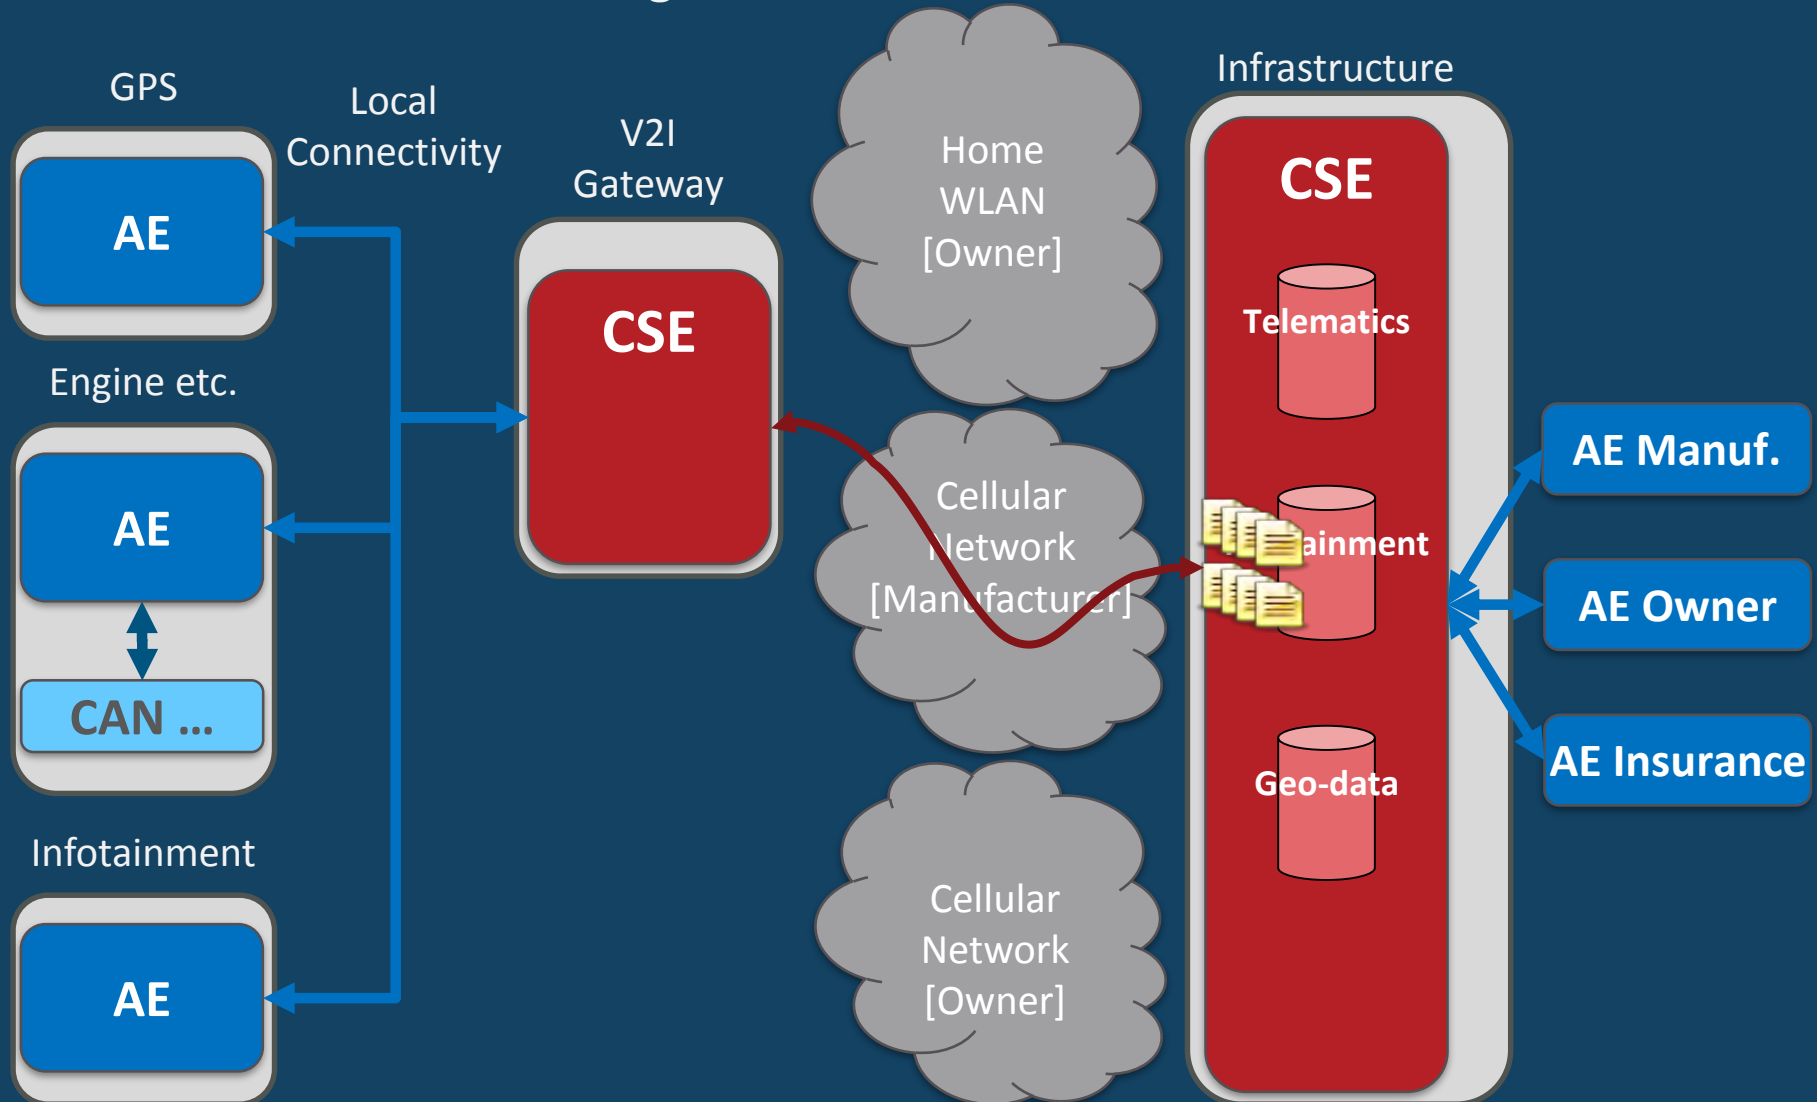 GPS
AE
Local
Connectivity
Engine etc.
AE
CAN ...
Infotainment
AE
V2I
Gateway
CSE
Home
WLAN
[Owner]
Cellular
Network
[Manufacturer]
Cellular
Network
[Owner]
Infrastructure
CSE
Telematics
ainment
Geo-data
AE Manuf.
AE Owner
AE Insurance